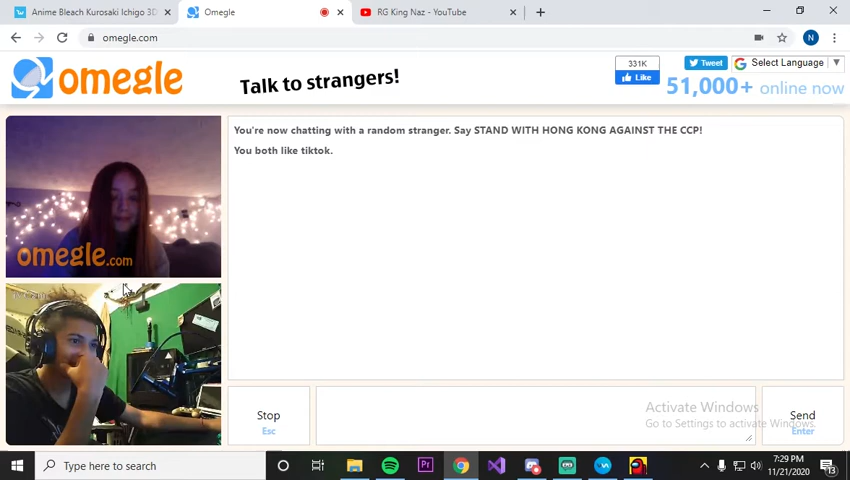 Anime Bleach Kurosaki Ichigo 3D
Omegle
RG King Naz - YouTube
omegle.com
N
omegle
Talk to strangers!
331K
Like
Tweet
Select Language
51,000+ online now
You're now chatting with a random stranger. Say STAND WITH HONG KONG AGAINST THE CCP!
You both like tiktok.
omegle.com
Stop
Esc
Send
Enter
Activate Windows
Go to Settings to activate Windows.
Type here to search
Pr
7:29 PM
11/21/2020
13